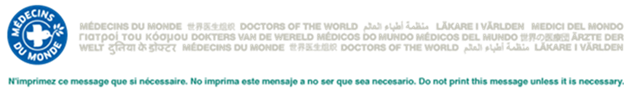 MÉDECINS DU MONDE
MÉDECINS DU MONDE 世界医生组织 DOCTORS OF THE WORLD منظمة أطباء العالم LÄKARE I VÄRLDEN MEDICI DEL MONDO
Γιατροί του Κόσμου DOKTERS VAN DE WERELD MÉDICOS DO MUNDO MÉDICOS DEL MUNDO 世界の医療団 ÄRZTE DER
WELT दुनिया के डॉक्टर MÉDECINS DU MONDE 世界医生组织 DOCTORS OF THE WORLD منظمة أطباء العالم LÄKARE I VÄRLDEN
N'imprimez ce message que si nécessaire. No imprima este mensaje a no ser que sea necesario. Do not print this message unless it is necessary.